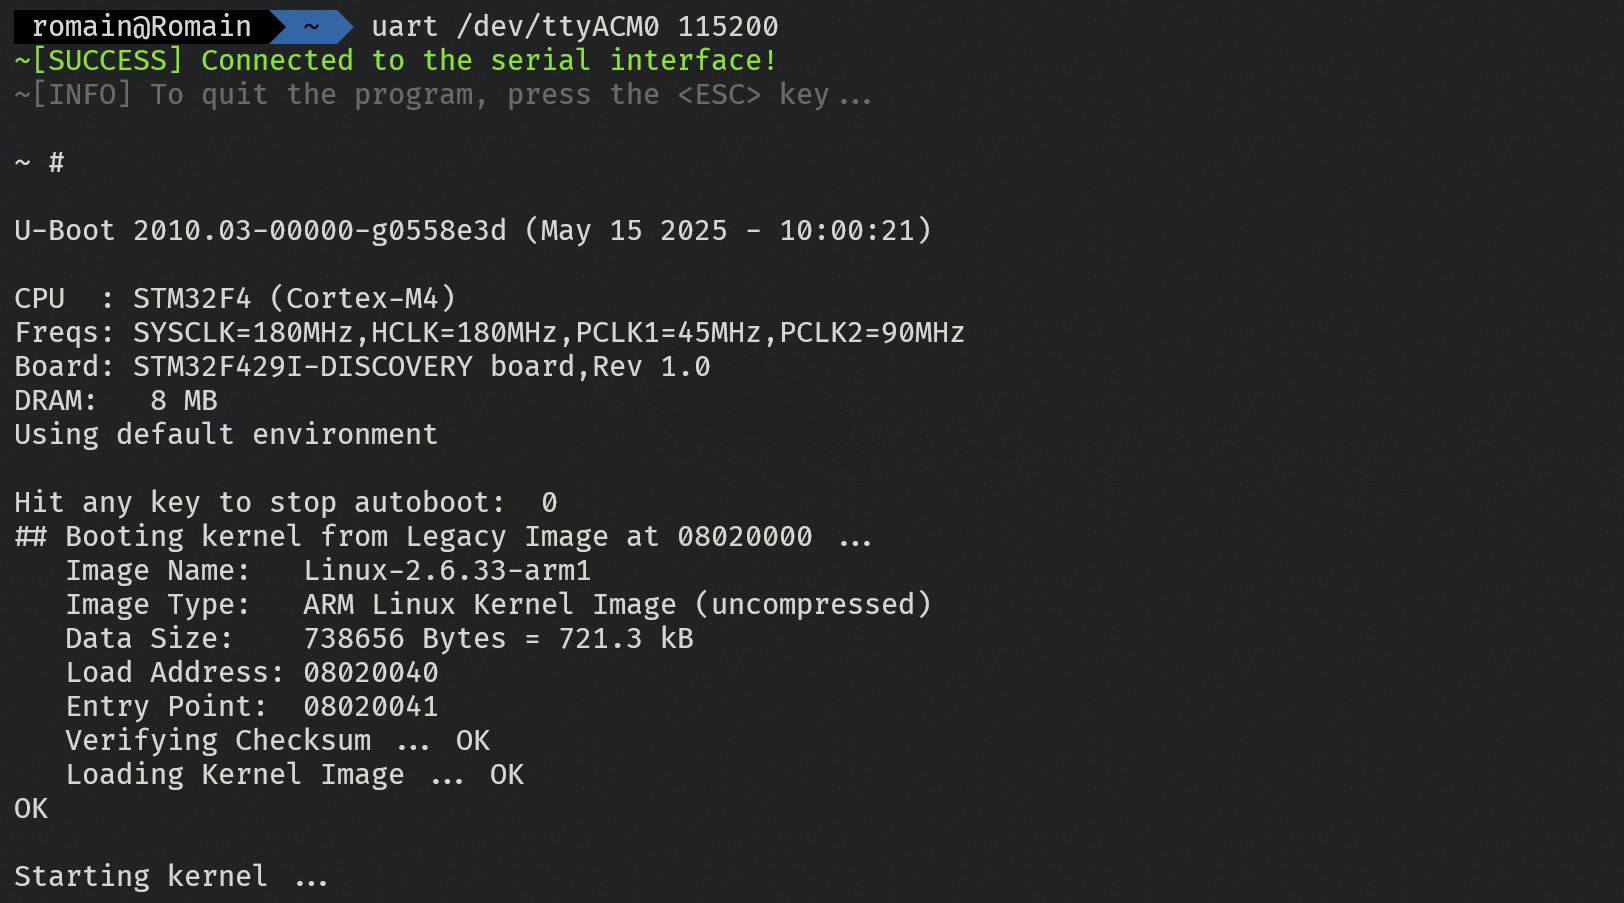 romain@Romain ~ uart /dev/ttyACM0 115200
~[SUCCESS] Connected to the serial interface!
~[INFO] To quit the program, press the <ESC> key...
~ #
U-Boot 2010.03-00000-g0558e3d (May 15 2025 - 10:00:21)
CPU  : STM32F4 (Cortex-M4)
Freqs: SYSCLK=180MHz,HCLK=180MHz,PCLK1=45MHz,PCLK2=90MHz
Board: STM32F429I-DISCOVERY board,Rev 1.0
DRAM:   8 MB
Using default environment
Hit any key to stop autoboot:  0
## Booting kernel from Legacy Image at 08020000 ...
   Image Name:   Linux-2.6.33-arm1
   Image Type:   ARM Linux Kernel Image (uncompressed)
   Data Size:    738656 Bytes = 721.3 kB
   Load Address: 08020040
   Entry Point:  08020041
   Verifying Checksum ... OK
   Loading Kernel Image ... OK
OK
Starting kernel ...